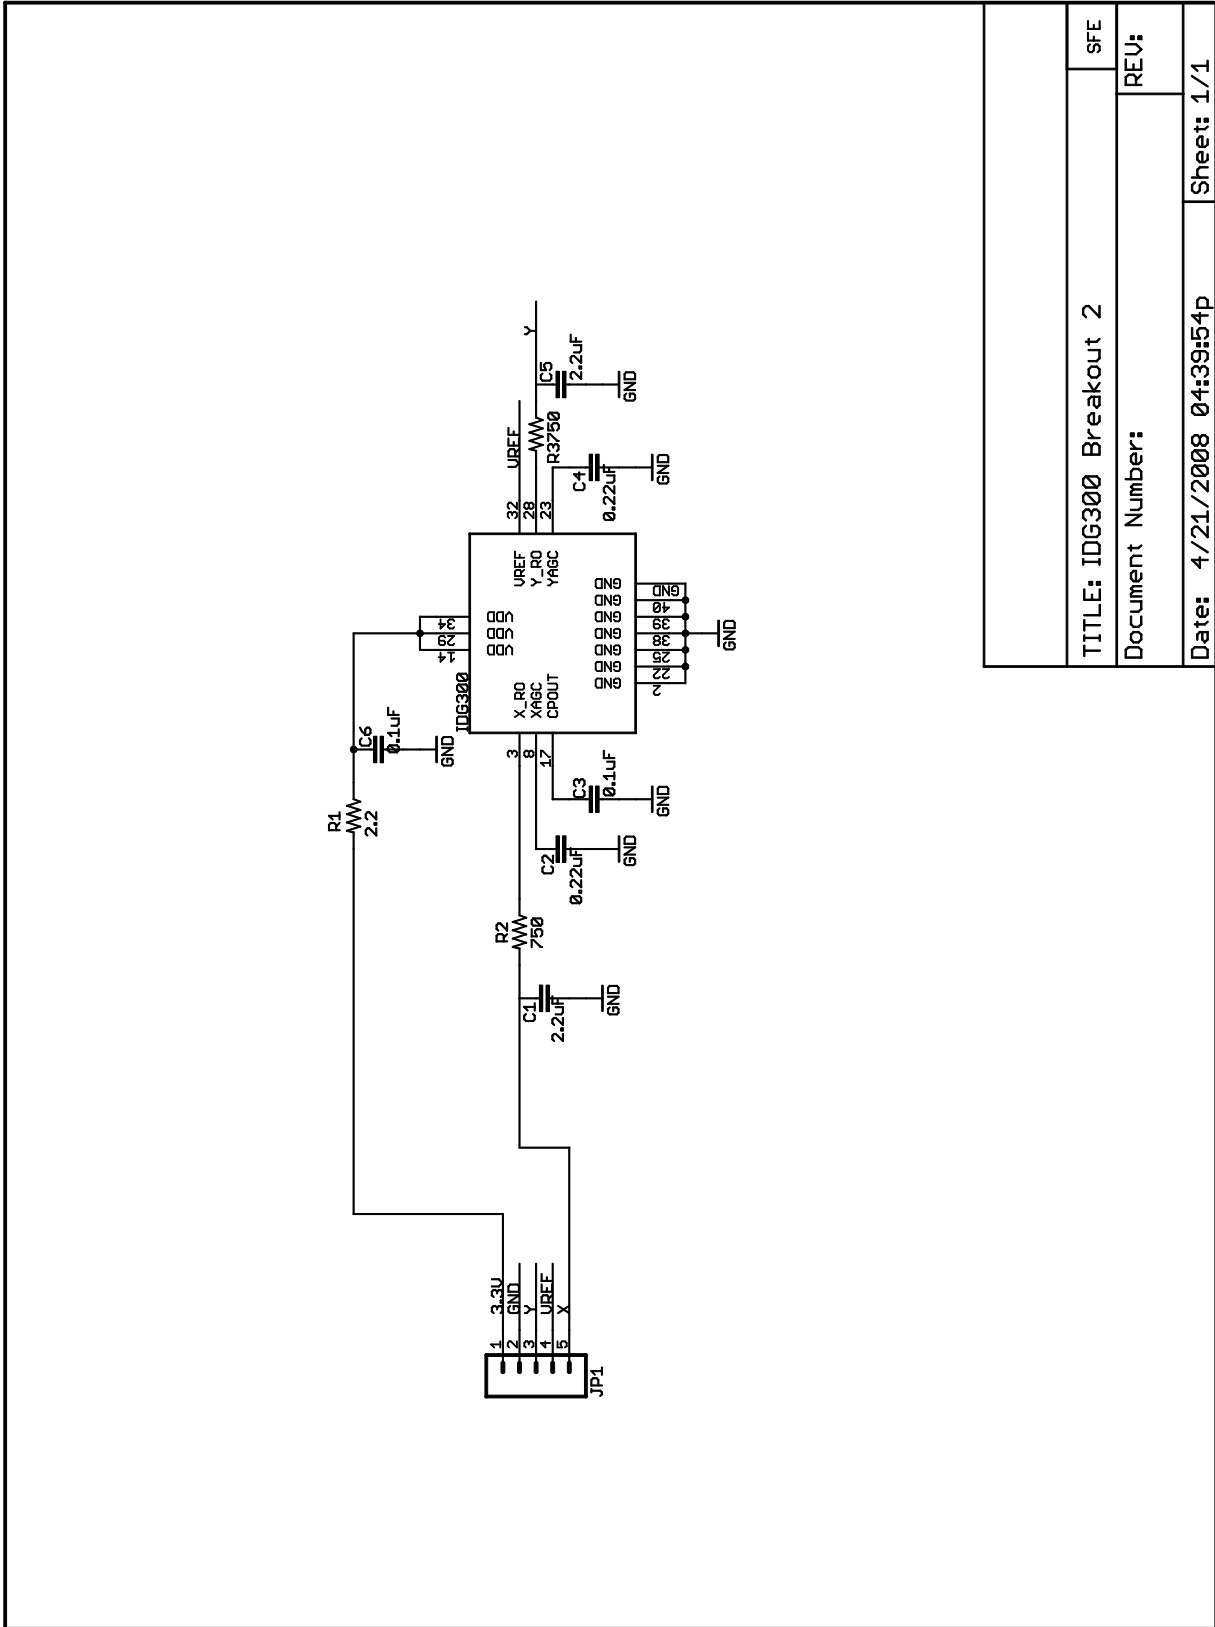 R1
2.2
C6
0.1uF
GND
3.3V
GND
Y
VREF
X
1
2
3
4
5
JP1
C1
2.2uF
GND
R2
750
C2
0.22uF
GND
C3
0.1uF
GND
3
8
17
IDG300
X_RO
XAGC
CPOUT
VDD
VDD
VDD
14
29
34
VREF
Y_RO
YAGC
32
28
23
GND
GND
GND
GND
GND
GND
GND
2
22
25
38
39
40
GND
GND
VREF
R3750
Y
C4
0.22uF
GND
C5
2.2uF
GND
TITLE: IDG300 Breakout 2
SFE
Document Number:
REV:
Date: 4/21/2008 04:39:54p
Sheet: 1/1